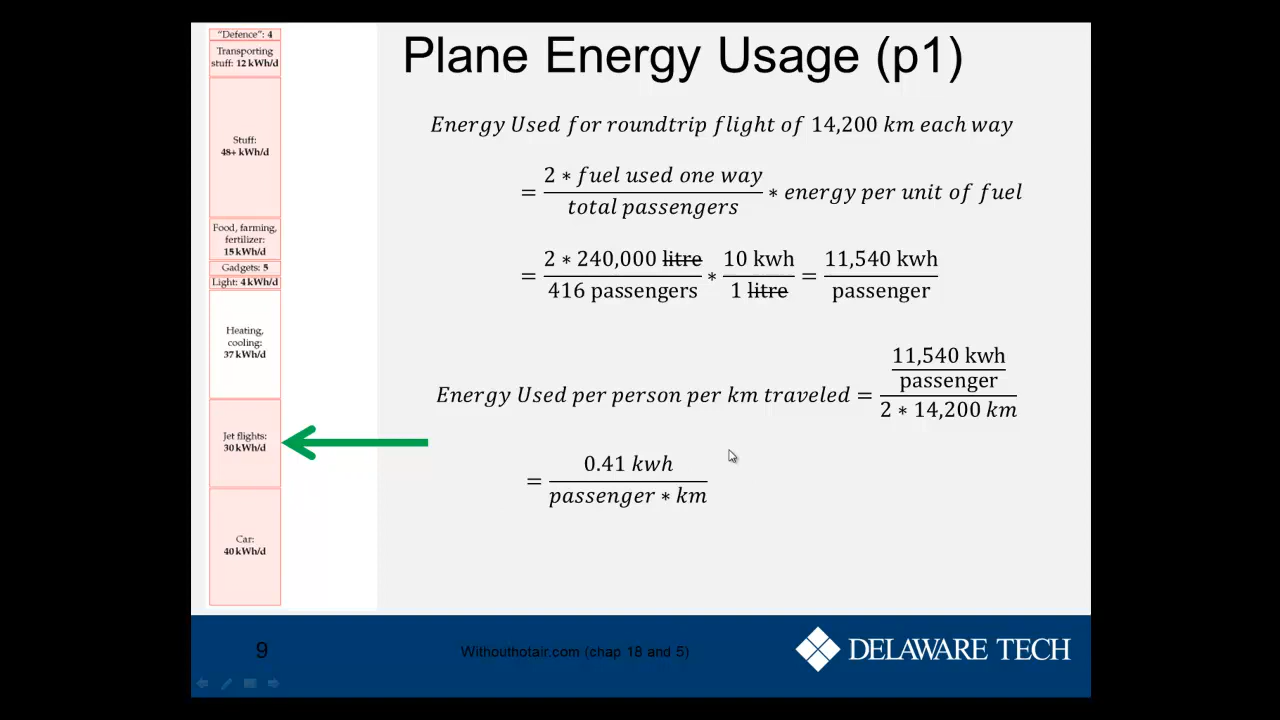 Plane Energy Usage (p1)
"Defence": 4
Transporting
stuff: 12 kWh/d
Stuff:
48+ kWh/d
Food, farming,
fertilizer:
15 kWh/d
Gadgets: 5
Light: 4 kWh/d
Heating,
cooling:
37 kWh/d
Jet flights:
30 kWh/d
Car:
40 kWh/d
Energy Used for roundtrip flight of 14,200 km each way
= 2 ∗ fuel used one way / total passengers ∗ energy per unit of fuel
= 2 ∗ 240,000 litre / 416 passengers ∗ 10 kwh / 1 litre = 11,540 kwh / passenger
Energy Used per person per km traveled = 11,540 kwh / passenger / 2 ∗ 14,200 km
= 0.41 kwh / passenger ∗ km
9
Withouthotair.com (chap 18 and 5)
DELAWARE TECH